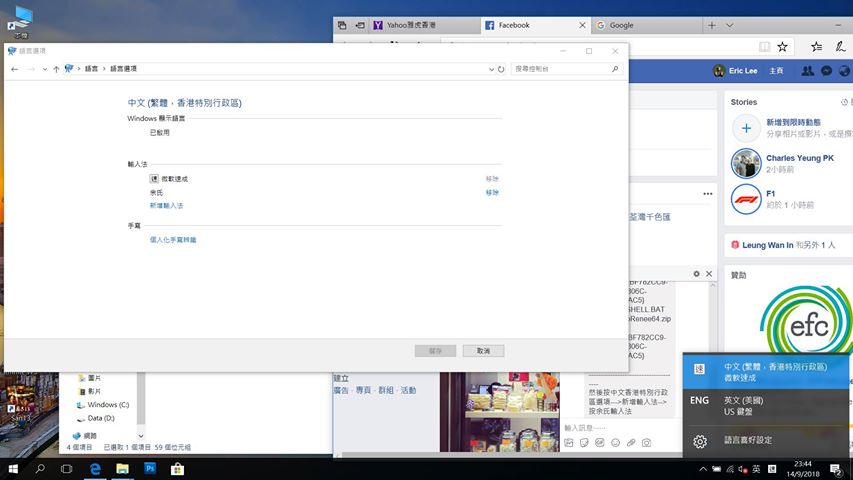 Yahoo雅虎香港
Facebook
Google
語言選項
語言
語言選項
搜尋控制台
中文 (繁體，香港特別行政區)
Windows 顯示語言
已啟用
輸入法
速 微軟速成
移除
余氏
移除
新增輸入法
手寫
個人化手寫辨識
儲存
取消
Eric Lee
主頁
Stories
新增到限時動態
分享相片或影片，或是撰
Charles Yeung PK
2小時前
F1
約於 1 小時前
Leung Wan In 和另外 1 人
贊助
efc
荃灣千色匯
BF782CC9-
306C-
AC5)
SHELL.BAT
nRenee64.zip
BF782CC9-
306C-
AC5)
----
然後按中文香港特別行政
區選項-->新增輸入法-->
按余氏輸入法
輸入訊息⋯⋯
建立
廣告 · 專頁 · 群組 · 活動
圖片
影片
Windows (C:)
Data (D:)
網路
4 個項目
已選取 1 個項目 59 個位元組
速
中文 (繁體，香港特別行政區)
微軟速成
ENG
英文 (美國)
US 鍵盤
語言喜好設定
英
速
23:44
14/9/2018
2